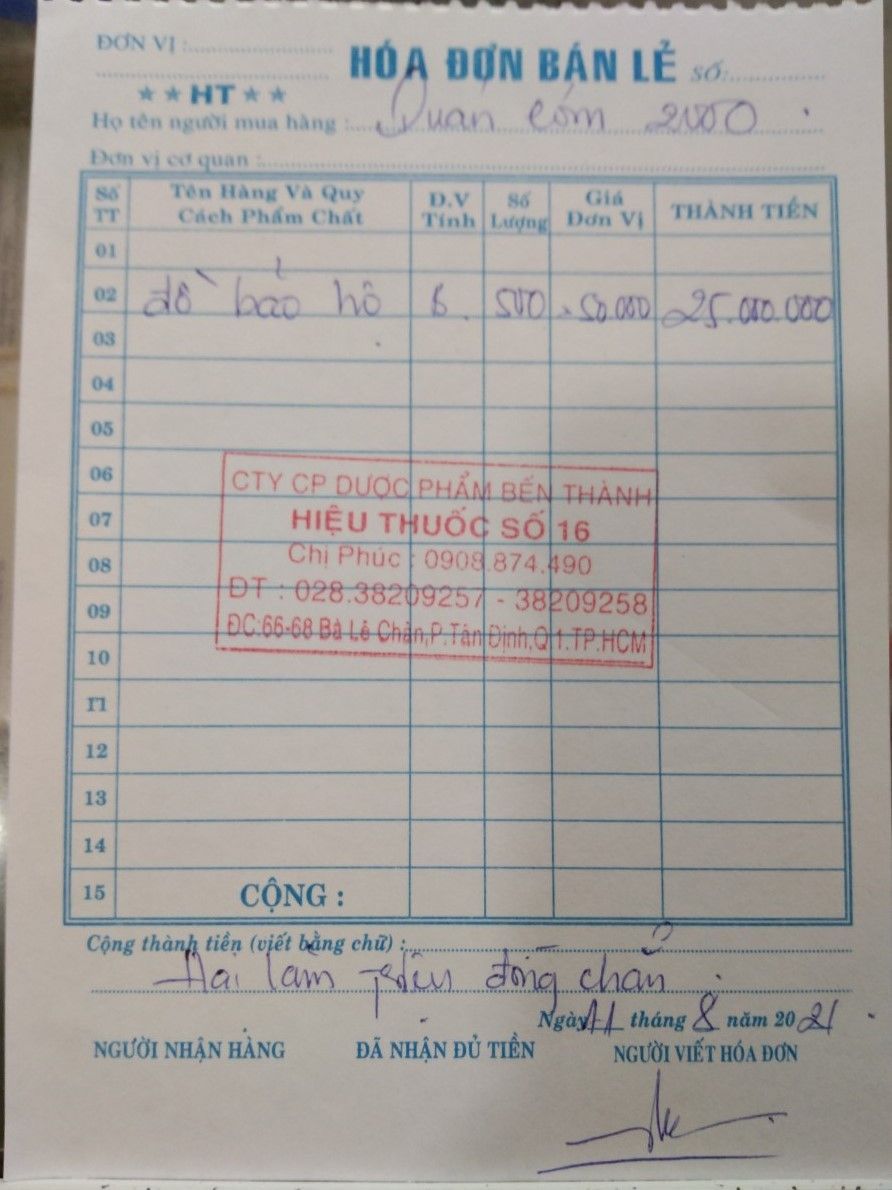 ĐƠN VỊ :
HÓA ĐƠN BÁN LẺ SỐ:
★ ★ HT ★ ★
Họ tên người mua hàng : Quán cơm 2000
Đơn vị cơ quan :
Số TT Tên Hàng Và Quy Cách Phẩm Chất Đ.V Tính Số Lượng Giá Đơn Vị THÀNH TIỀN
01
02 đồ bảo hộ B. 500 50.000 25.000.000
03
04
05
06
CTY CP DƯỢC PHẨM BẾN THÀNH
07
HIỆU THUỐC SỐ 16
08
Chị Phúc : 0908.874.490
09
ĐT : 028.38209257 - 38209258
10
ĐC:66-68 Bà Lê Chân,P.Tân Định,Q.1.TP.HCM
11
12
13
14
15 CỘNG :
Cộng thành tiền (viết bằng chữ) :
Hai lăm triệu đồng chẵn.
Ngày 11 tháng 8 năm 2021
NGƯỜI NHẬN HÀNG ĐÃ NHẬN ĐỦ TIỀN NGƯỜI VIẾT HÓA ĐƠN